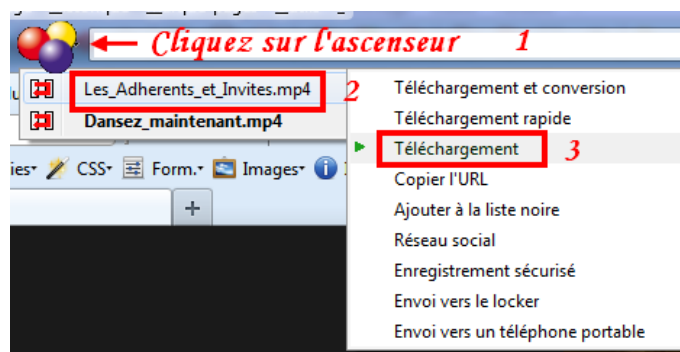 Cliquez sur l'ascenseur 1
Les_Adherents_et_Invites.mp4 2
Dansez_maintenant.mp4
ies CSS Form. Images
+
Téléchargement et conversion
Téléchargement rapide
Téléchargement 3
Copier l'URL
Ajouter à la liste noire
Réseau social
Enregistrement sécurisé
Envoi vers le locker
Envoi vers un téléphone portable